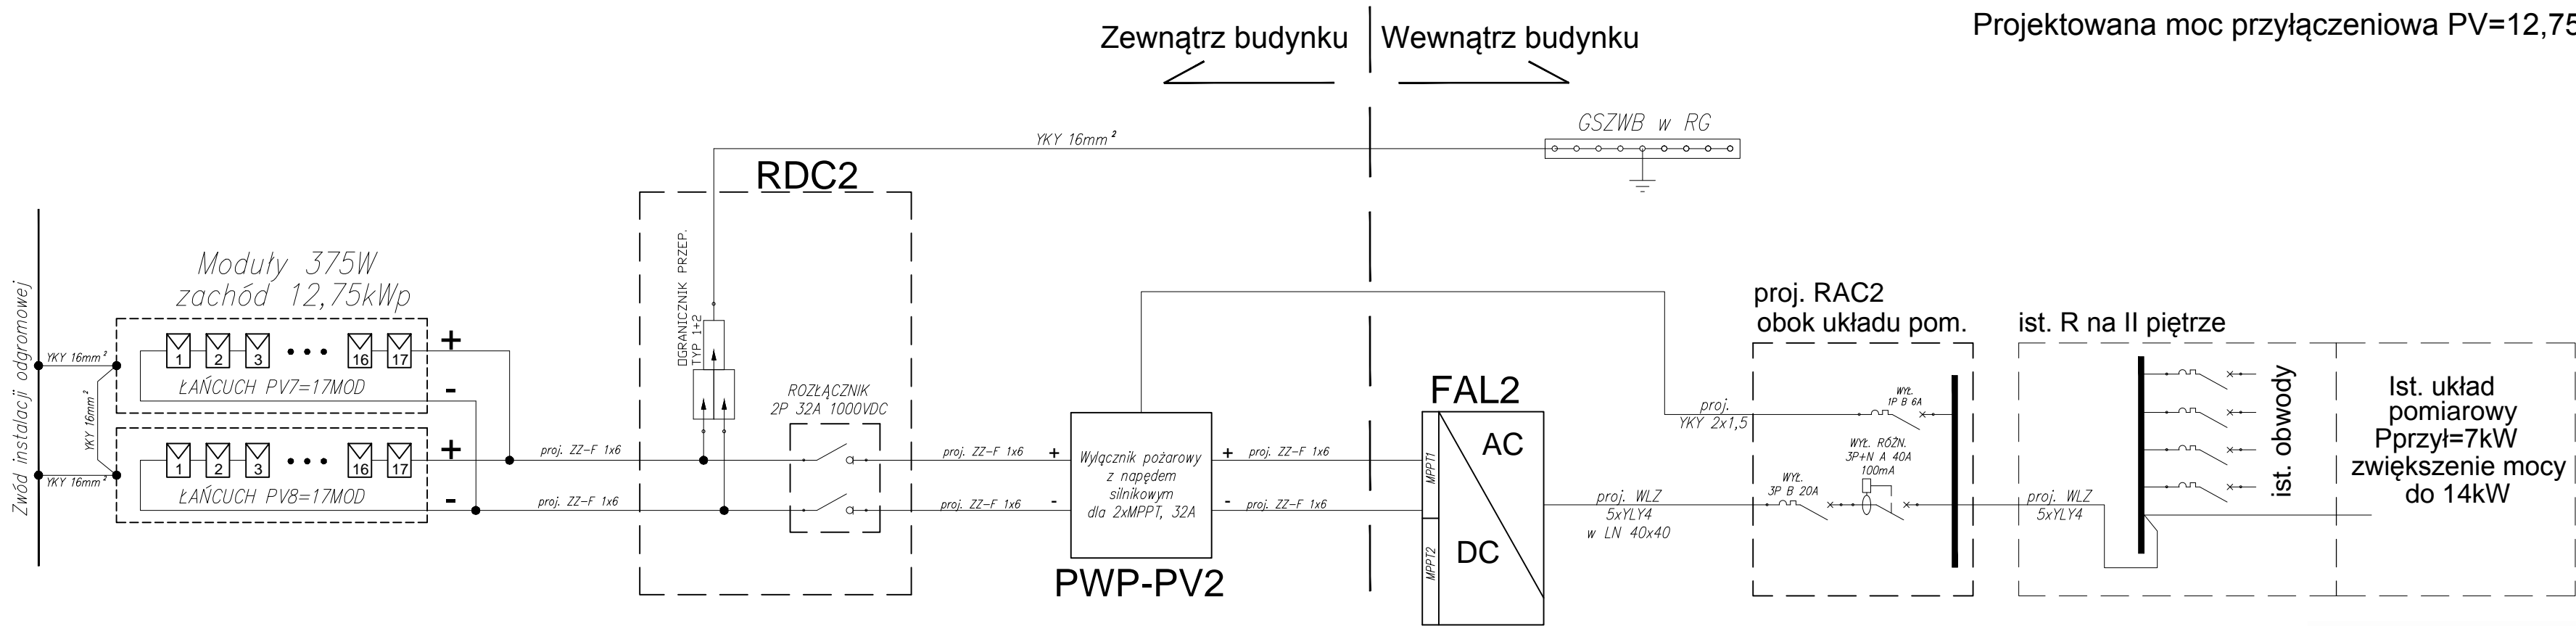 Projektowana moc przyłączeniowa PV=12,75
Zewnątrz budynku
Wewnątrz budynku
GSZWB w RG
YKY 16mm²
RDC2
Zwód instalacji odgromowej
Moduły 375W
zachód 12,75kWp
YKY 16mm²
YKY 16mm²
YKY 16mm²
1 2 3 16 17
+
-
ŁAŃCUCH PV7=17MOD
1 2 3 16 17
+
-
ŁAŃCUCH PV8=17MOD
proj. ZZ-F 1x6
proj. ZZ-F 1x6
OGRANICZNIK PRZEP.
TYP 1+2
ROZŁĄCZNIK
2P 32A 1000VDC
proj. ZZ-F 1x6
proj. ZZ-F 1x6
+
-
Wyłącznik pożarowy
z napędem
silnikowym
dla 2xMPPT, 32A
PWP-PV2
+ proj. ZZ-F 1x6
- proj. ZZ-F 1x6
FAL2
MPPT1
MPPT2
AC
DC
proj. WLZ
5xYLY4
w LN 40x40
proj.
YKY 2x1,5
proj. RAC2
obok układu pom.
WYŁ.
1P B 6A
WYŁ. RÓŻN.
3P+N A 40A
100mA
WYŁ.
3P B 20A
proj. WLZ
5xYLY4
ist. R na II piętrze
ist. obwody
Ist. układ
pomiarowy
Pprzył=7kW
zwiększenie mocy
do 14kW